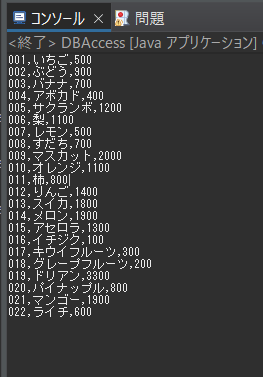 コンソール × 問題
<終了> DBAccess [Java アプリケーション]
001,いちご,500
002,ぶどう,900
003,バナナ,700
004,アボカド,400
005,サクランボ,1200
006,梨,1100
007,レモン,500
008,すだち,700
009,マスカット,2000
010,オレンジ,1100
011,柿,800
012,りんご,1400
013,スイカ,1800
014,メロン,1900
015,アセロラ,1300
016,イチジク,100
017,キウイフルーツ,300
018,グレープフルーツ,200
019,ドリアン,3300
020,パイナップル,800
021,マンゴー,1900
022,ライチ,600